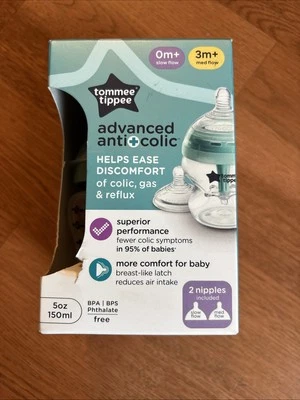 0m+
slow flow
3m+
med flow
tommee
tippee
advanced
anti+colic
HELPS EASE
DISCOMFORT
of colic, gas
& reflux
superior
performance
fewer colic symptoms
in 95% of babies
more comfort for baby
breast-like latch
reduces air intake
5oz
150ml
BPA | BPS
Phthalate
free
2 nipples
included
slow
flow
med
flow